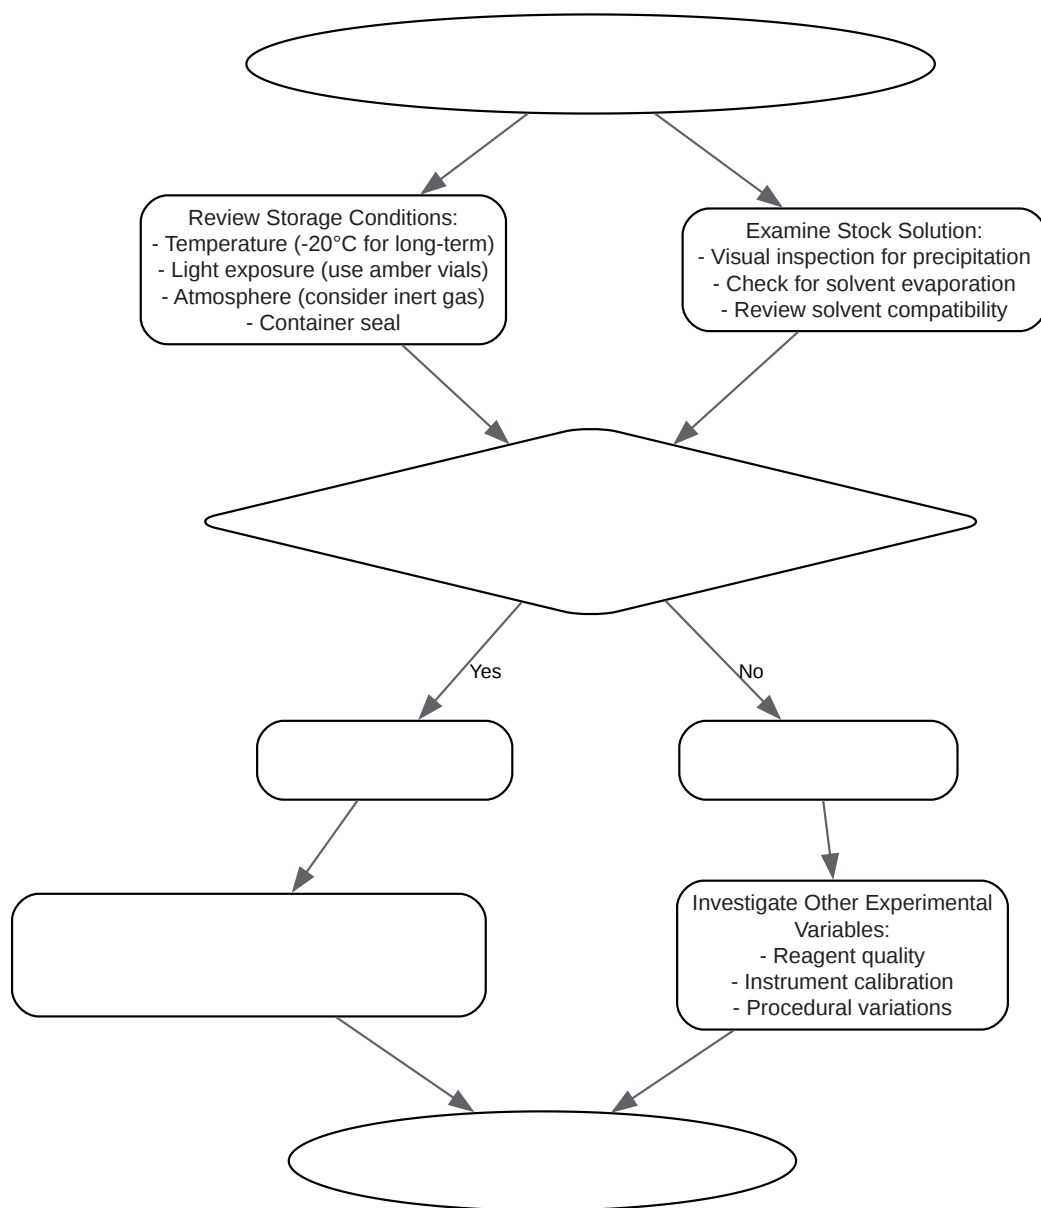 Review Storage Conditions:
- Temperature (-20°C for long-term)
- Light exposure (use amber vials)
- Atmosphere (consider inert gas)
- Container seal
Examine Stock Solution:
- Visual inspection for precipitation
- Check for solvent evaporation
- Review solvent compatibility
Yes
No
Investigate Other Experimental
Variables:
- Reagent quality
- Instrument calibration
- Procedural variations